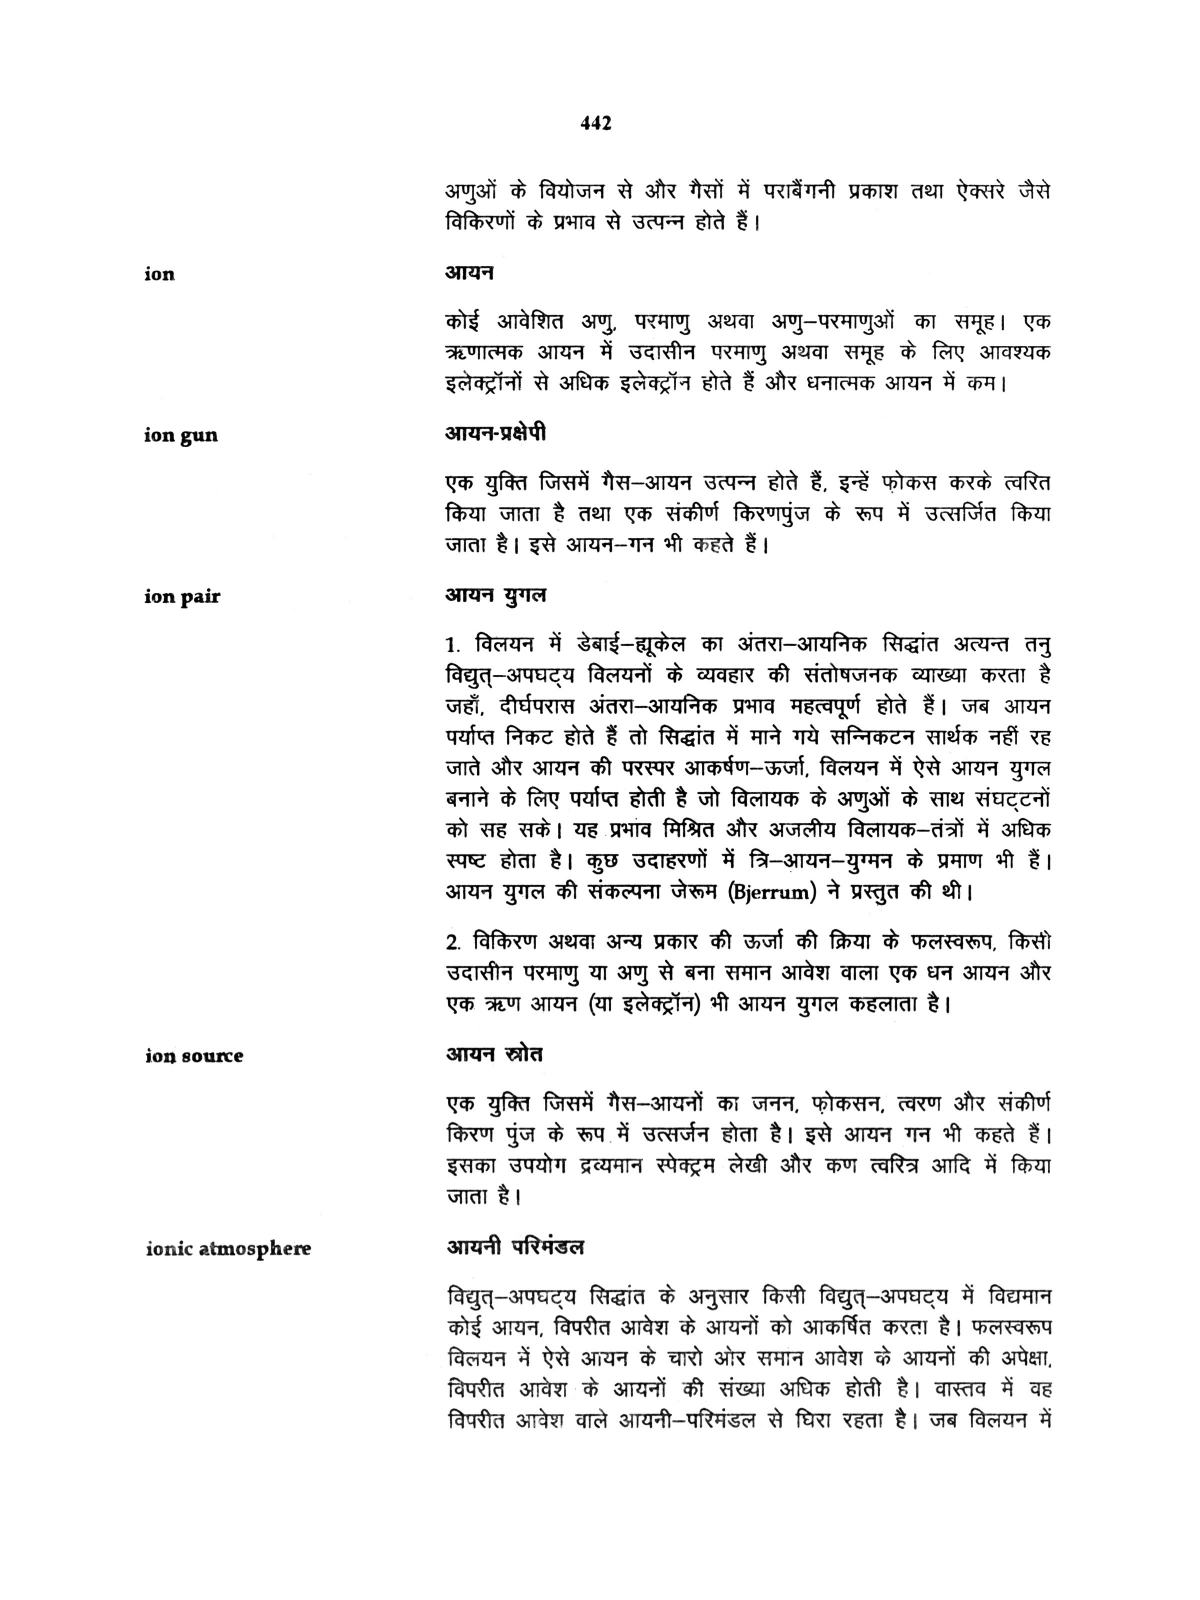 442
अणुओं के वियोजन से और गैसों में पराबैंगनी प्रकाश तथा ऐक्सरे जैसे
विकिरणों के प्रभाव से उत्पन्न होते हैं।
ion आयन
कोई आवेशित अणु, परमाणु अथवा अणु–परमाणुओं का समूह। एक
ऋणात्मक आयन में उदासीन परमाणु अथवा समूह के लिए आवश्यक
इलेक्ट्रॉनों से अधिक इलेक्ट्रॉन होते हैं और धनात्मक आयन में कम।
ion gun आयन-प्रक्षेपी
एक युक्ति जिसमें गैस–आयन उत्पन्न होते हैं, इन्हें फ़ोकस करके त्वरित
किया जाता है तथा एक संकीर्ण किरणपुंज के रूप में उत्सर्जित किया
जाता है। इसे आयन–गन भी कहते हैं।
ion pair आयन युगल
1. विलयन में डेबाई–ह्यूकेल का अंतरा–आयनिक सिद्धांत अत्यन्त तनु
विद्युत्–अपघट्य विलयनों के व्यवहार की संतोषजनक व्याख्या करता है
जहाँ, दीर्घपरास अंतरा–आयनिक प्रभाव महत्वपूर्ण होते हैं। जब आयन
पर्याप्त निकट होते हैं तो सिद्धांत में माने गये सन्निकटन सार्थक नहीं रह
जाते और आयन की परस्पर आकर्षण–ऊर्जा, विलयन में ऐसे आयन युगल
बनाने के लिए पर्याप्त होती है जो विलायक के अणुओं के साथ संघट्टनों
को सह सके। यह प्रभाव मिश्रित और अजलीय विलायक–तंत्रों में अधिक
स्पष्ट होता है। कुछ उदाहरणों में त्रि–आयन–युग्मन के प्रमाण भी हैं।
आयन युगल की संकल्पना जेरूम (Bjerrum) ने प्रस्तुत की थी।
2. विकिरण अथवा अन्य प्रकार की ऊर्जा की क्रिया के फलस्वरूप, किसी
उदासीन परमाणु या अणु से बना समान आवेश वाला एक धन आयन और
एक ऋण आयन (या इलेक्ट्रॉन) भी आयन युगल कहलाता है।
ion source आयन स्रोत
एक युक्ति जिसमें गैस–आयनों का जनन, फ़ोकसन, त्वरण और संकीर्ण
किरण पुंज के रूप में उत्सर्जन होता है। इसे आयन गन भी कहते हैं।
इसका उपयोग द्रव्यमान स्पेक्ट्रम लेखी और कण त्वरित्र आदि में किया
जाता है।
ionic atmosphere आयनी परिमंडल
विद्युत्–अपघट्य सिद्धांत के अनुसार किसी विद्युत्–अपघट्य में विद्यमान
कोई आयन, विपरीत आवेश के आयनों को आकर्षित करता है। फलस्वरूप
विलयन में ऐसे आयन के चारो ओर समान आवेश के आयनों की अपेक्षा,
विपरीत आवेश के आयनों की संख्या अधिक होती है। वास्तव में वह
विपरीत आवेश वाले आयनी–परिमंडल से घिरा रहता है। जब विलयन में